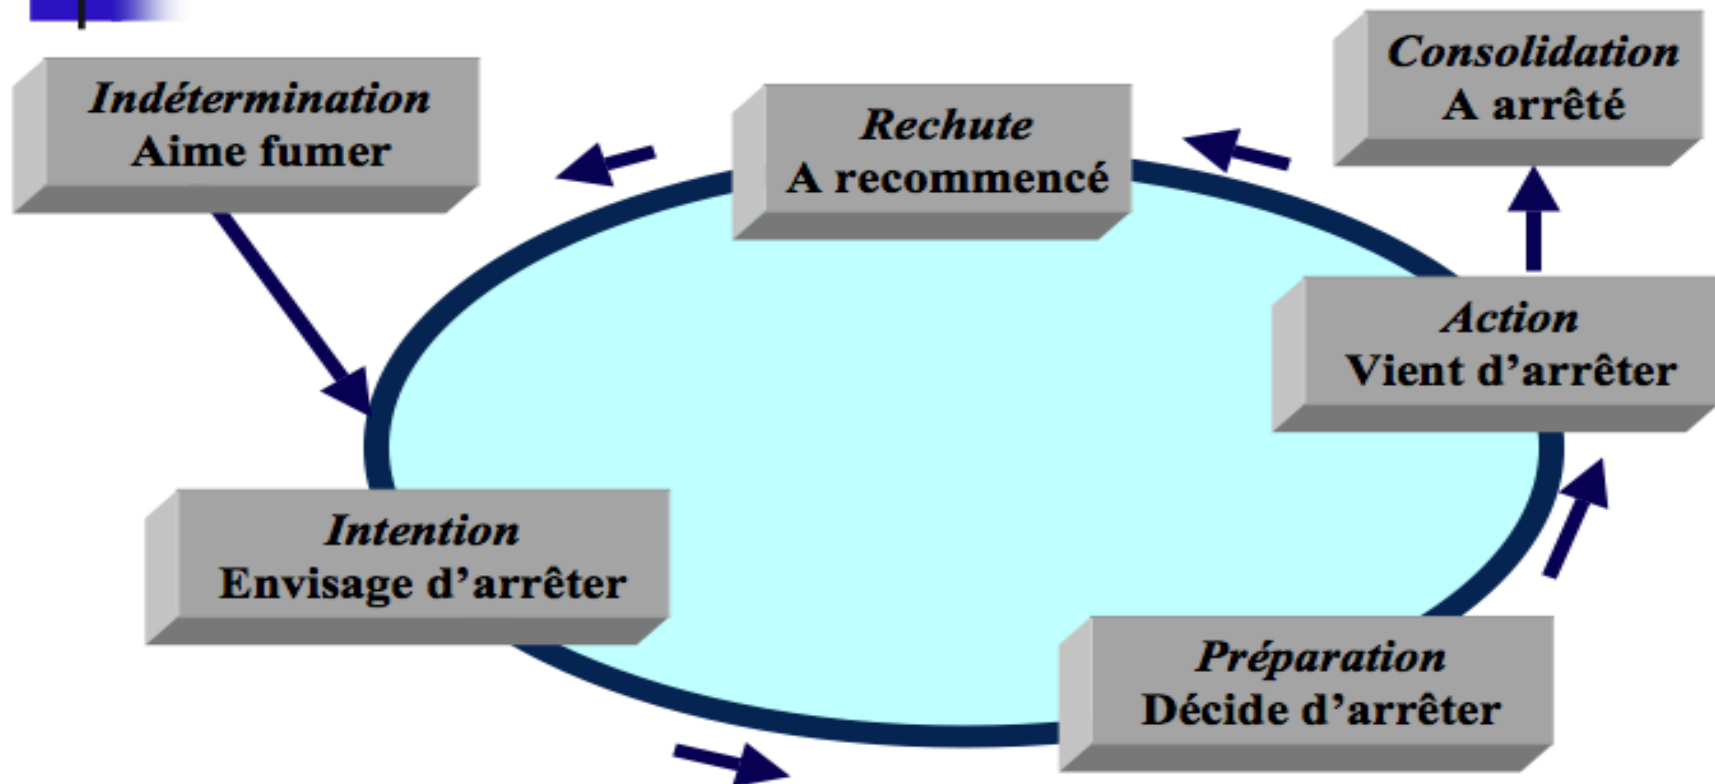 Indétermination
Aime fumer
Rechute
A recommencé
Consolidation
A arrêté
Action
Vient d’arrêter
Intention
Envisage d’arrêter
Préparation
Décide d’arrêter